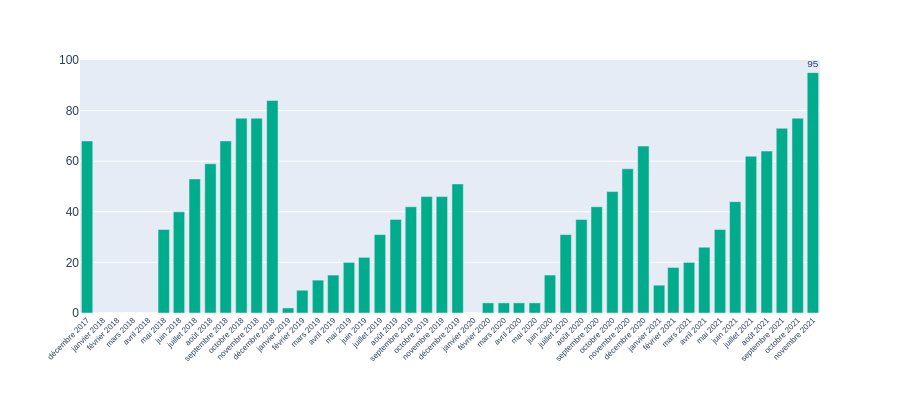 100
80
60
40
20
0
95
décembre 2017
janvier 2018
février 2018
mars 2018
avril 2018
mai 2018
juin 2018
juillet 2018
août 2018
septembre 2018
octobre 2018
novembre 2018
décembre 2018
janvier 2019
février 2019
mars 2019
avril 2019
mai 2019
juin 2019
juillet 2019
août 2019
septembre 2019
octobre 2019
novembre 2019
décembre 2019
janvier 2020
février 2020
mars 2020
avril 2020
mai 2020
juin 2020
juillet 2020
août 2020
septembre 2020
octobre 2020
novembre 2020
décembre 2020
janvier 2021
février 2021
mars 2021
avril 2021
mai 2021
juin 2021
juillet 2021
août 2021
septembre 2021
octobre 2021
novembre 2021